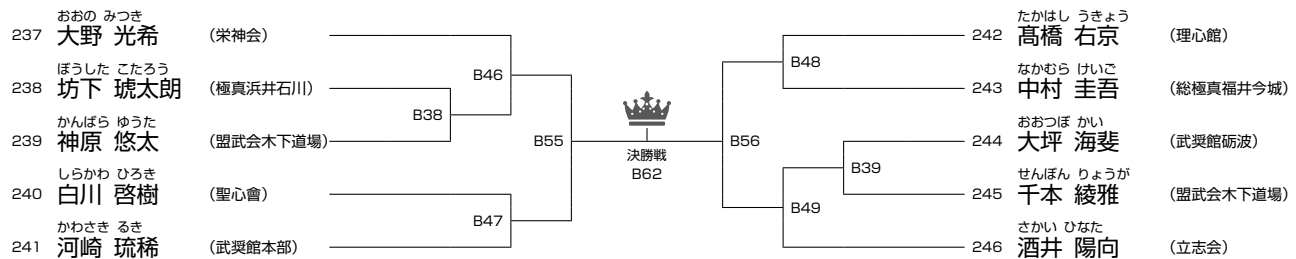 おおの みつき
237 大野 光希 （栄神会）
ぼうした こたろう
238 坊下 琥太朗 （極真浜井石川）
かんばら ゆうた
239 神原 悠太 （盟武会木下道場）
しらかわ ひろき
240 白川 啓樹 （聖心會）
かわさき るき
241 河崎 琉稀 （武奨館本部）
B46
B38
B55
B47
決勝戦
B62
B48
B56
B39
B49
たかはし うきょう
242 髙橋 右京 （理心館）
なかむら けいご
243 中村 圭吾 （総極真福井今城）
おおつぼ かい
244 大坪 海斐 （武奨館砺波）
せんぼん りょうが
245 千本 綾雅 （盟武会木下道場）
さかい ひなた
246 酒井 陽向 （立志会）